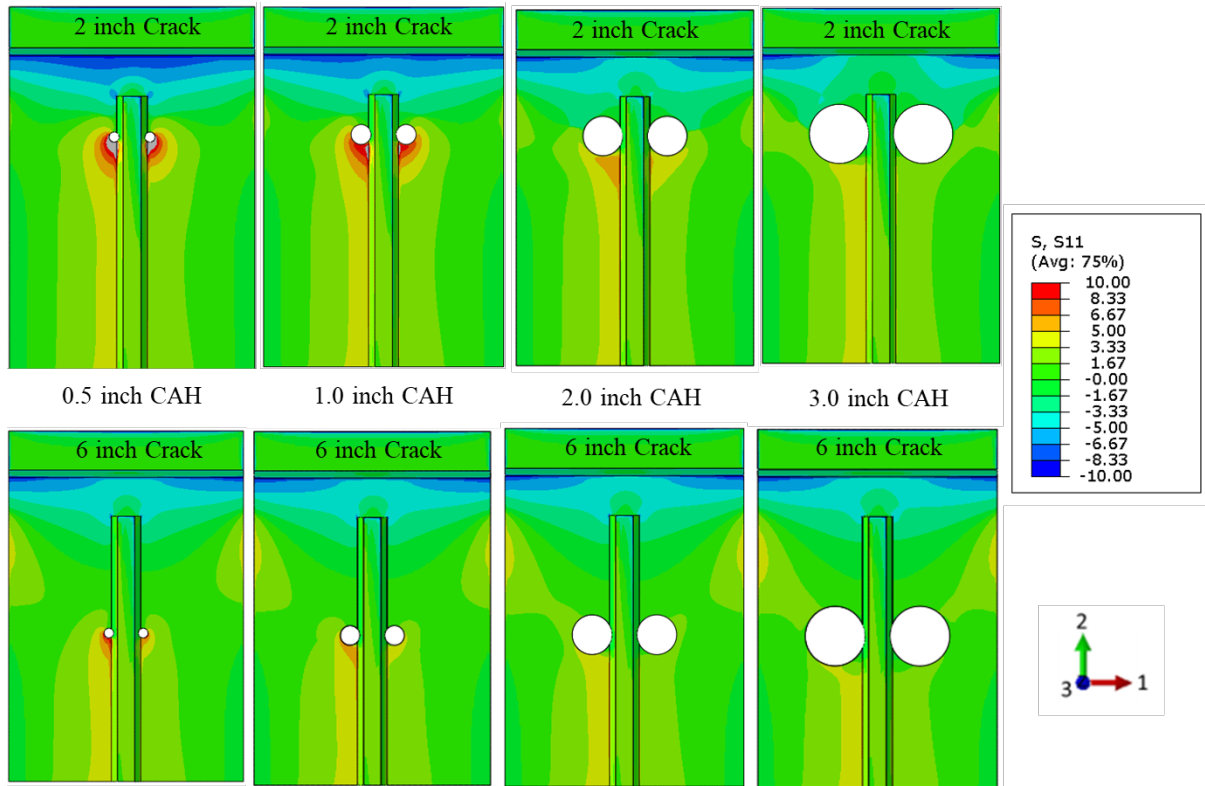 2 inch Crack
2 inch Crack
2 inch Crack
2 inch Crack
0.5 inch CAH
1.0 inch CAH
2.0 inch CAH
3.0 inch CAH
6 inch Crack
6 inch Crack
6 inch Crack
6 inch Crack
S, S11
(Avg: 75%)
10.00
8.33
6.67
5.00
3.33
1.67
-0.00
-1.67
-3.33
-5.00
-6.67
-8.33
-10.00
2
3
1